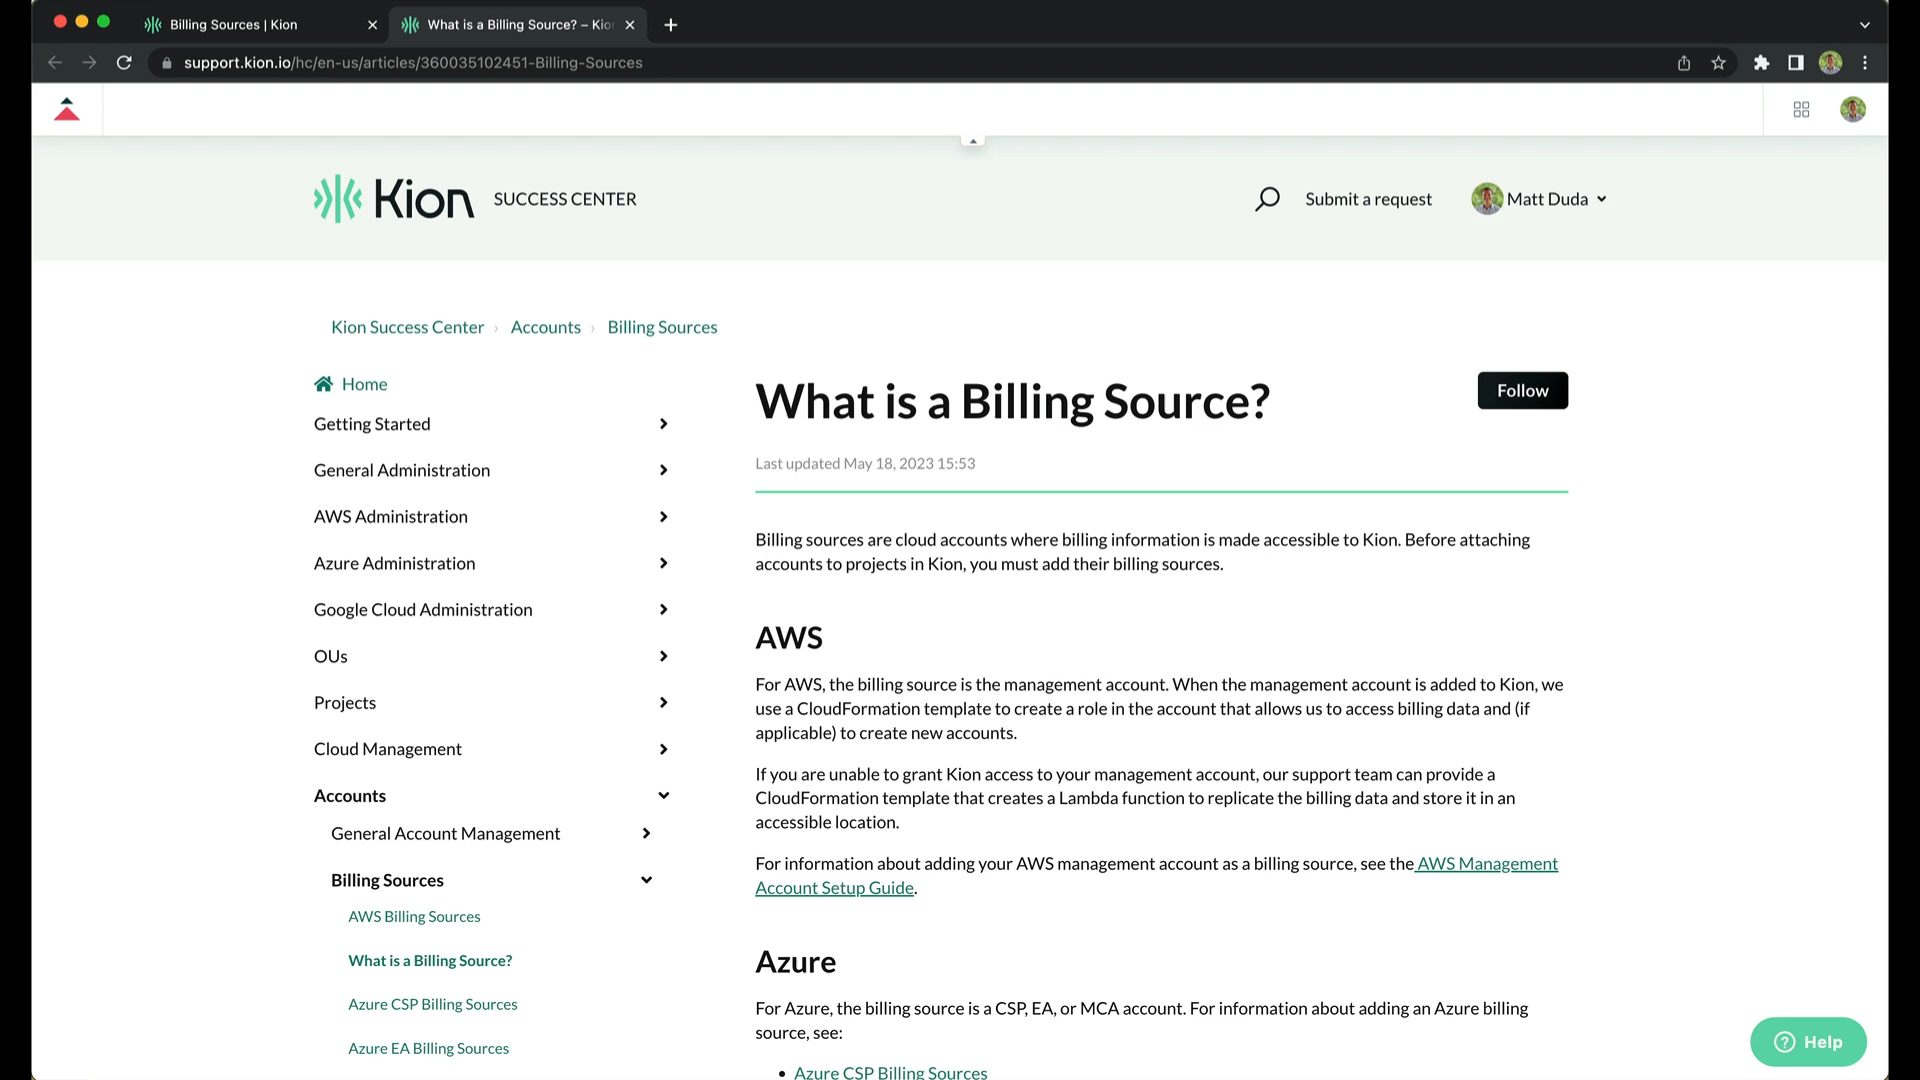 Billing Sources | Kion
What is a Billing Source? – Kio
support.kion.io/hc/en-us/articles/360035102451-Billing-Sources
Kion SUCCESS CENTER
Submit a request
Matt Duda
Kion Success Center › Accounts › Billing Sources
Home
Getting Started
General Administration
AWS Administration
Azure Administration
Google Cloud Administration
OUs
Projects
Cloud Management
Accounts
General Account Management
Billing Sources
AWS Billing Sources
What is a Billing Source?
Azure CSP Billing Sources
Azure EA Billing Sources
What is a Billing Source?
Follow
Last updated May 18, 2023 15:53
Billing sources are cloud accounts where billing information is made accessible to Kion. Before attaching
accounts to projects in Kion, you must add their billing sources.
AWS
For AWS, the billing source is the management account. When the management account is added to Kion, we
use a CloudFormation template to create a role in the account that allows us to access billing data and (if
applicable) to create new accounts.
If you are unable to grant Kion access to your management account, our support team can provide a
CloudFormation template that creates a Lambda function to replicate the billing data and store it in an
accessible location.
For information about adding your AWS management account as a billing source, see the AWS Management
Account Setup Guide.
Azure
For Azure, the billing source is a CSP, EA, or MCA account. For information about adding an Azure billing
source, see:
• Azure CSP Billing Sources
Help